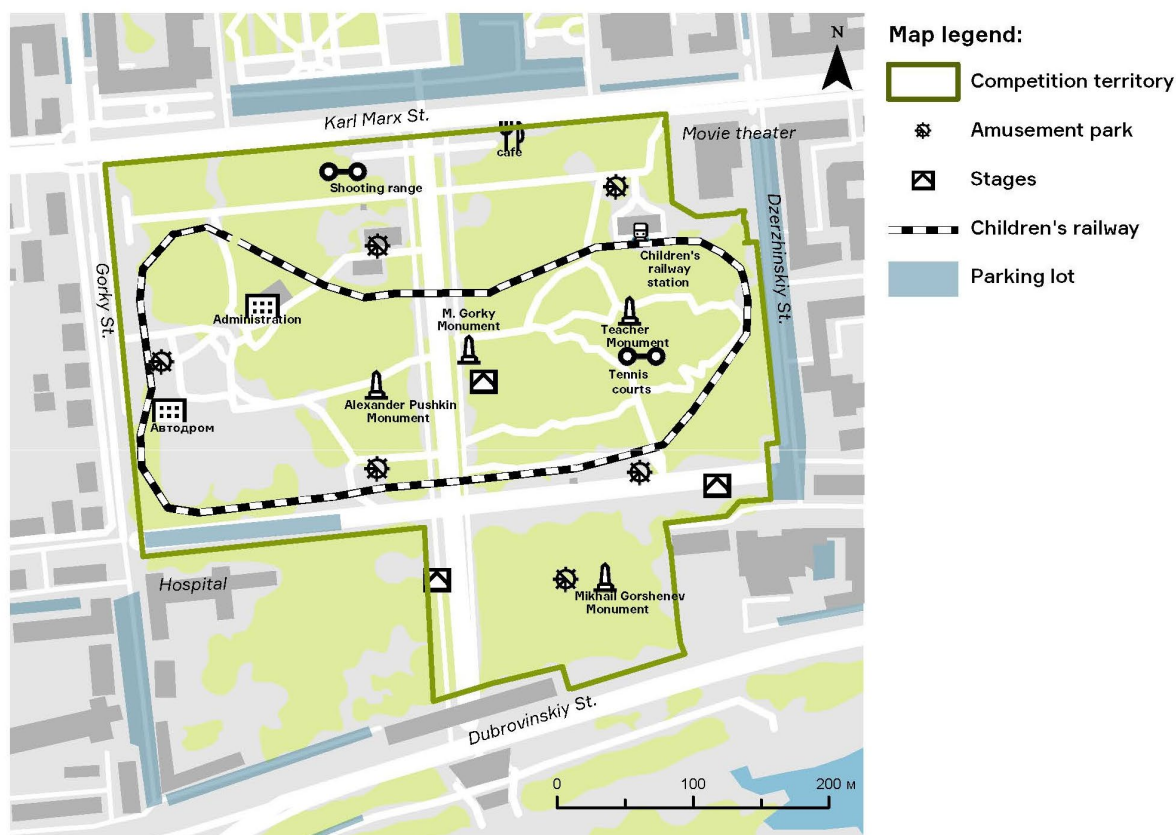 N
Map legend:
Competition territory
Amusement park
Stages
Children's railway
Parking lot
Karl Marx St.
Movie theater
cafe
Shooting range
Gorky St.
Dzerzhinskiy St.
Children's
railway
station
Administration
M. Gorky
Monument
Teacher
Monument
Tennis
courts
Alexander Pushkin
Monument
Автодром
Hospital
Mikhail Gorshenev
Monument
Dubrovinskiy St.
0 100 200 м